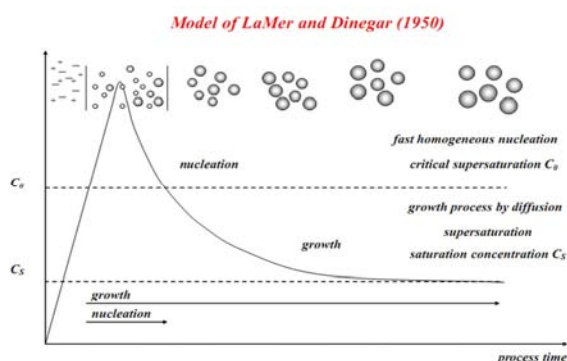 Model of LaMer and Dinegar (1950)
fast homogeneous nucleation
nucleation
critical supersaturation C₀
C₀
growth process by diffusion
supersaturation
growth
saturation concentration Cₛ
Cₛ
growth
nucleation
process time